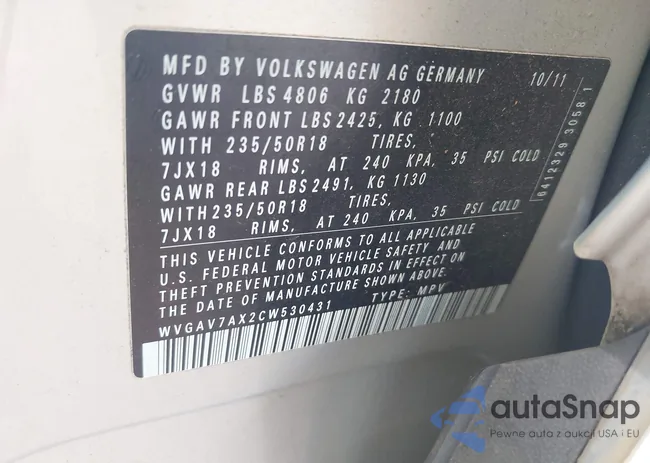 MFD BY VOLKSWAGEN AG GERMANY 10/11
GVWR LBS 4806 KG 2180
GAWR FRONT LBS 2425, KG 1100
WITH 235/50R18 TIRES,
7JX18 RIMS, AT 240 KPA, 35 PSI COLD
GAWR REAR LBS 2491, KG 1130
WITH 235/50R18 TIRES,
7JX18 RIMS, AT 240 KPA, 35 PSI COLD
THIS VEHICLE CONFORMS TO ALL APPLICABLE
U.S. FEDERAL MOTOR VEHICLE SAFETY AND
THEFT PREVENTION STANDARDS IN EFFECT ON
THE DATE OF MANUFACTURE SHOWN ABOVE.
WVGAV7AX2CW530431 TYPE: MPV
6412329 3058 1
autoSnap
Pewne auta z aukcji USA i EU